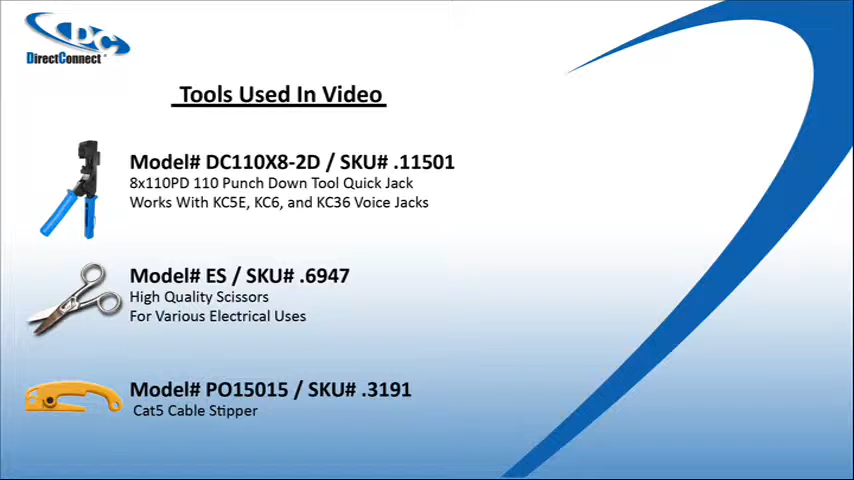 DC
DirectConnect®
Tools Used In Video
Model# DC110X8-2D / SKU# .11501
8x110PD 110 Punch Down Tool Quick Jack
Works With KC5E, KC6, and KC36 Voice Jacks
Model# ES / SKU# .6947
High Quality Scissors
For Various Electrical Uses
Model# PO15015 / SKU# .3191
Cat5 Cable Stipper